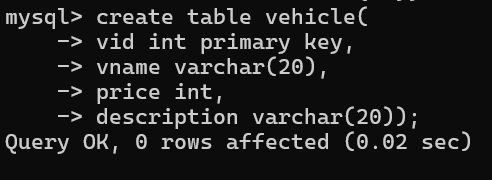 mysql> create table vehicle(
    -> vid int primary key,
    -> vname varchar(20),
    -> price int,
    -> description varchar(20));
Query OK, 0 rows affected (0.02 sec)